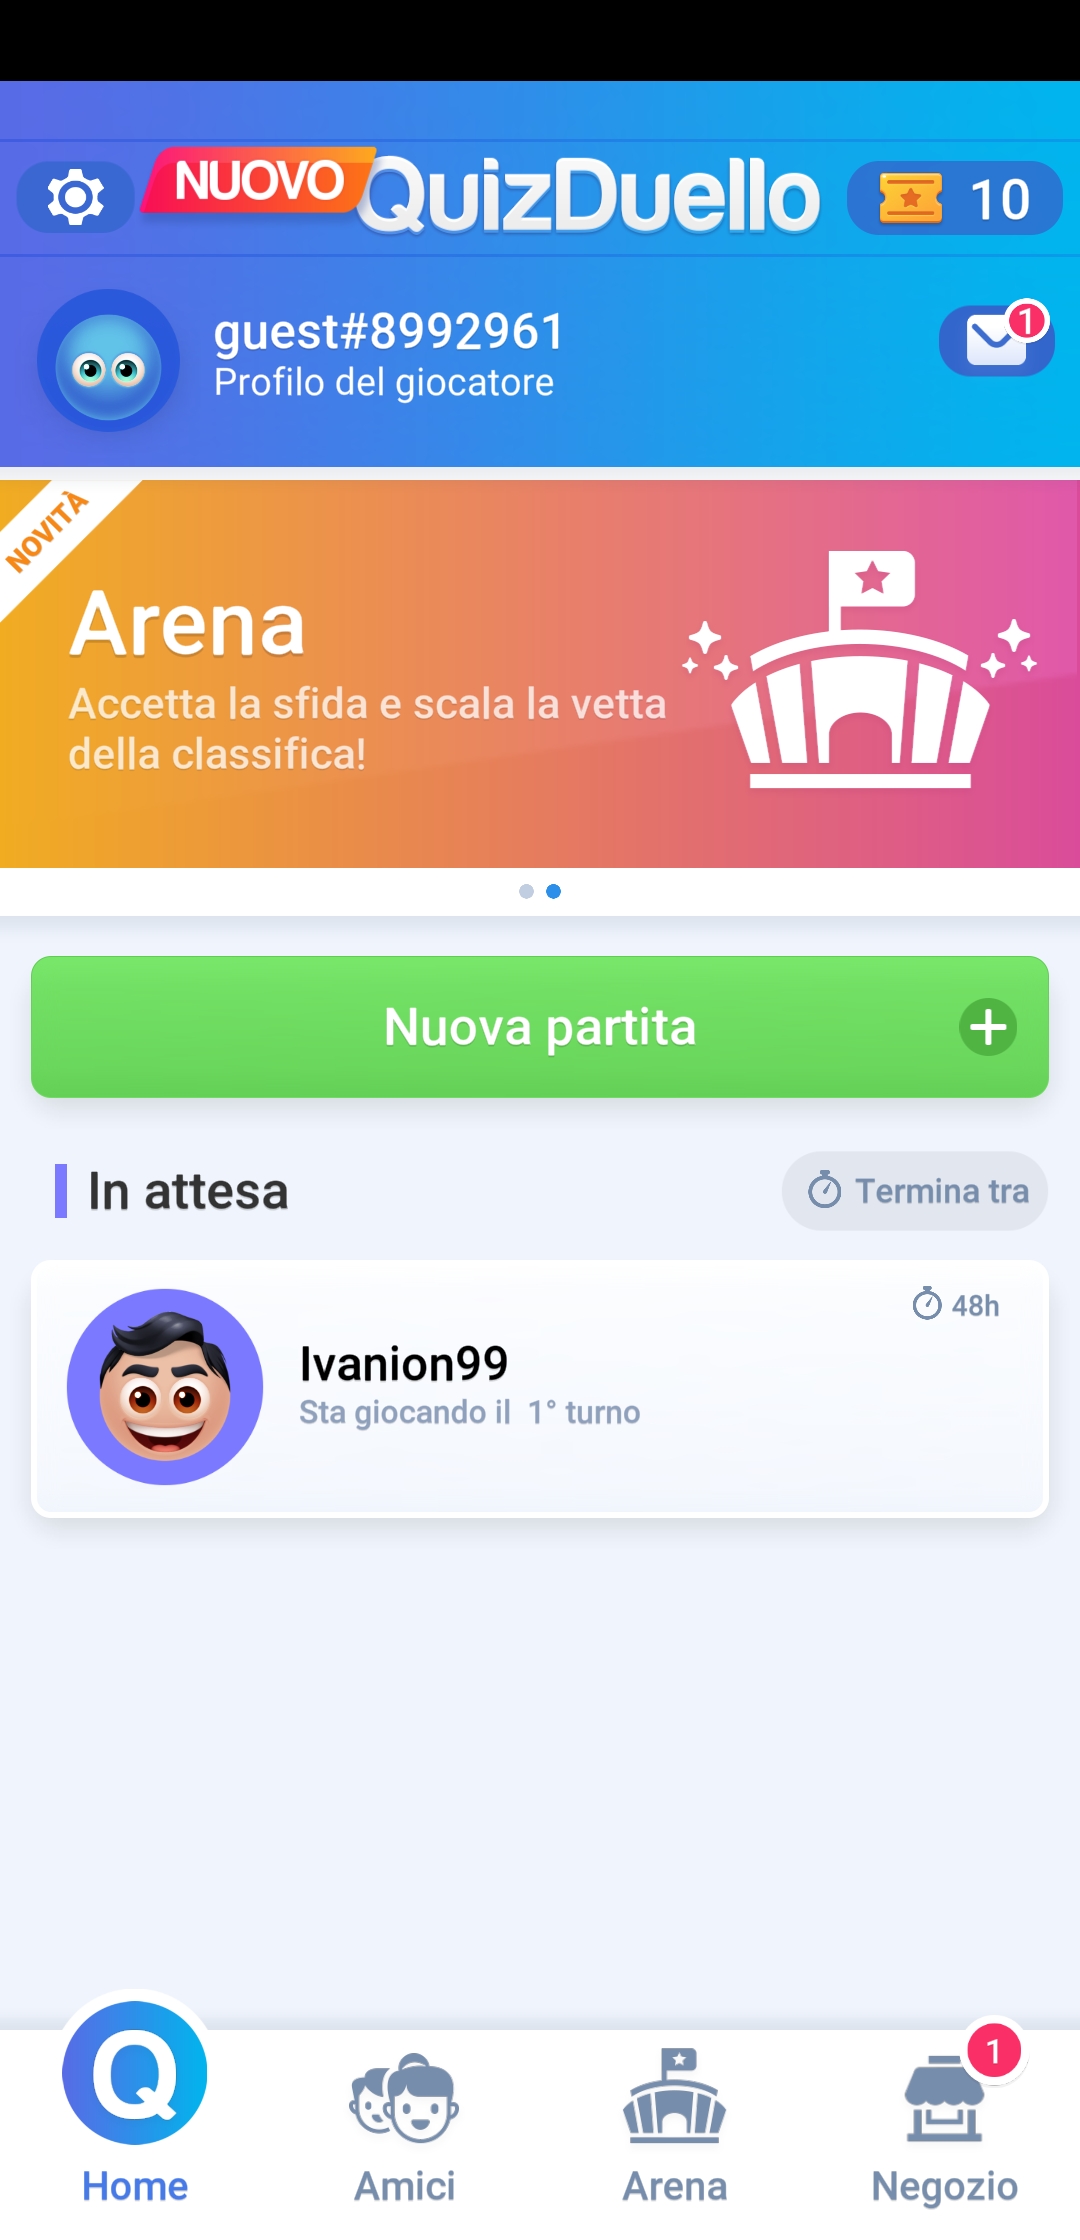 NUOVO QuizDuello
10
guest#8992961
1
Profilo del giocatore
NOVITÀ
Arena
Accetta la sfida e scala la vetta
della classifica!
Nuova partita
In attesa
Termina tra
48h
Ivanion99
Sta giocando il 1° turno
Q
1
Home
Amici
Arena
Negozio